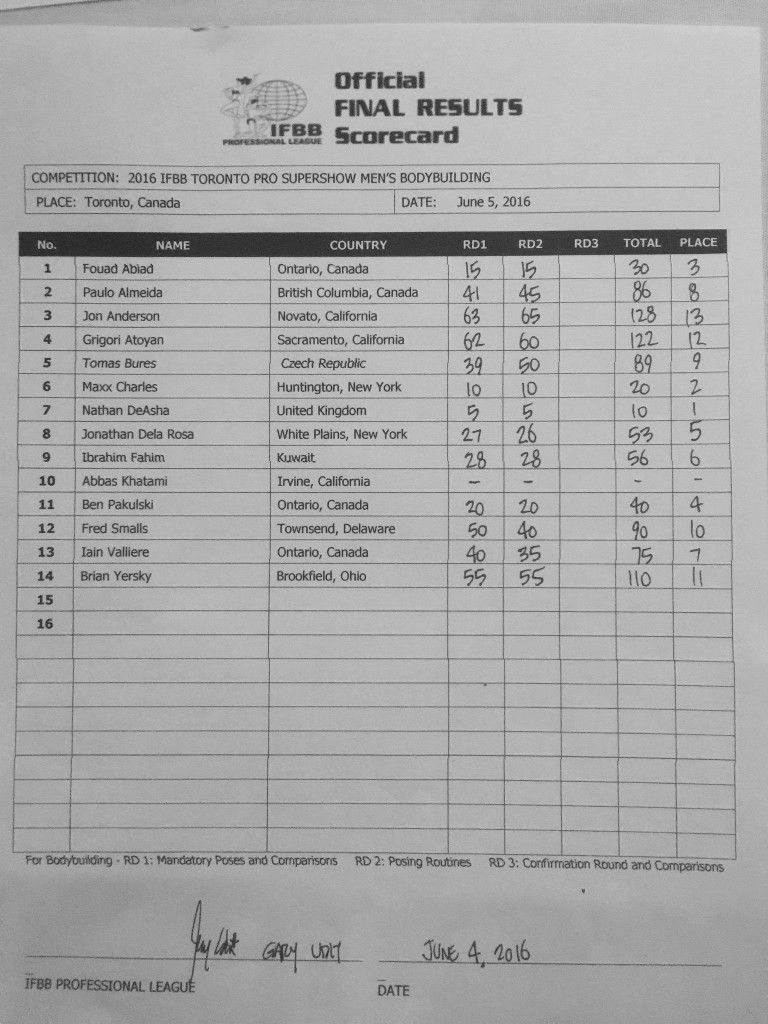 Official
FINAL RESULTS
IFBB Scorecard
PROFESSIONAL LEAGUE
COMPETITION: 2016 IFBB TORONTO PRO SUPERSHOW MEN'S BODYBUILDING
PLACE: Toronto, Canada DATE: June 5, 2016
No. NAME COUNTRY RD1 RD2 RD3 TOTAL PLACE
1 Fouad Abiad Ontario, Canada 15 15 30 3
2 Paulo Almeida British Columbia, Canada 41 45 86 8
3 Jon Anderson Novato, California 63 65 128 13
4 Grigori Atoyan Sacramento, California 62 60 122 12
5 Tomas Bures Czech Republic 39 50 89 9
6 Maxx Charles Huntington, New York 10 10 20 2
7 Nathan DeAsha United Kingdom 5 5 10 1
8 Jonathan Dela Rosa White Plains, New York 27 26 53 5
9 Ibrahim Fahim Kuwait 28 28 56 6
10 Abbas Khatami Irvine, California - - - -
11 Ben Pakulski Ontario, Canada 20 20 40 4
12 Fred Smalls Townsend, Delaware 50 40 90 10
13 Iain Valliere Ontario, Canada 40 35 75 7
14 Brian Yersky Brookfield, Ohio 55 55 110 11
15
16
For Bodybuilding - RD 1: Mandatory Poses and Comparisons RD 2: Posing Routines RD 3: Confirmation Round and Comparisons
GARY UDIT JUNE 4, 2016
IFBB PROFESSIONAL LEAGUE DATE